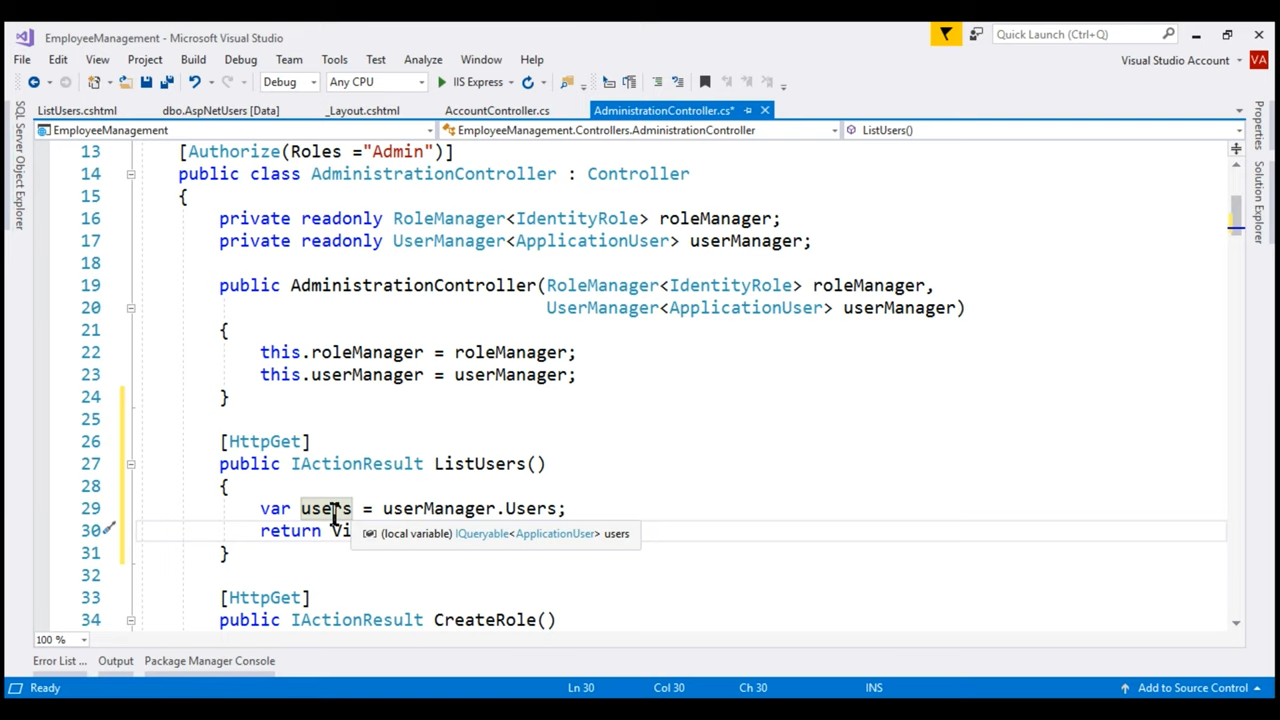 EmployeeManagement - Microsoft Visual Studio
Quick Launch (Ctrl+Q)
File Edit View Project Build Debug Team Tools Test Analyze Window Help
Visual Studio Account VA
Debug Any CPU IIS Express
ListUsers.cshtml dbo.AspNetUsers [Data] _Layout.cshtml AccountController.cs AdministrationController.cs*
EmployeeManagement EmployeeManagement.Controllers.AdministrationController ListUsers()
SQL Server Object Explorer
Properties
Solution Explorer
13 [Authorize(Roles ="Admin")]
14 public class AdministrationController : Controller
15 {
16 private readonly RoleManager<IdentityRole> roleManager;
17 private readonly UserManager<ApplicationUser> userManager;
18
19 public AdministrationController(RoleManager<IdentityRole> roleManager,
20 UserManager<ApplicationUser> userManager)
21 {
22 this.roleManager = roleManager;
23 this.userManager = userManager;
24 }
25
26 [HttpGet]
27 public IActionResult ListUsers()
28 {
29 var users = userManager.Users;
30 return Vi
(local variable) IQueryable<ApplicationUser> users
31 }
32
33 [HttpGet]
34 public IActionResult CreateRole()
100 %
Error List ... Output Package Manager Console
Ready Ln 30 Col 30 Ch 30 INS Add to Source Control